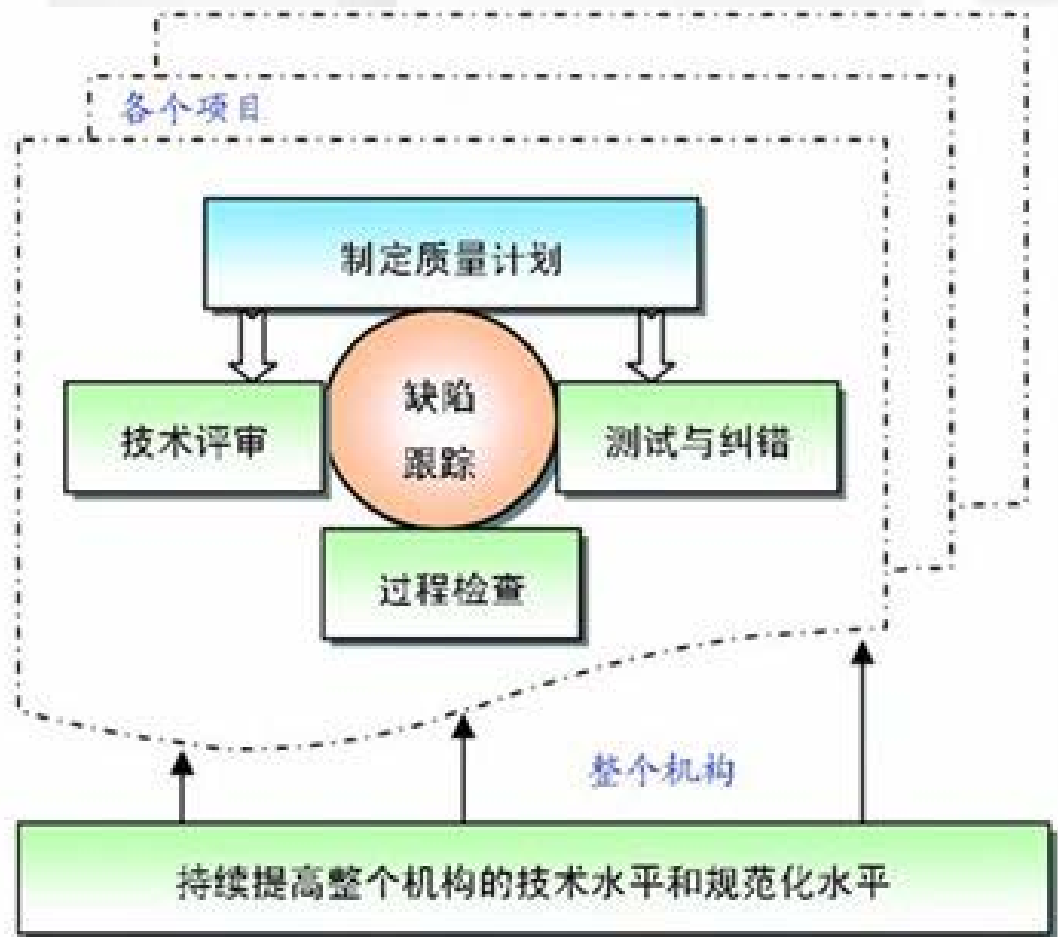 各个项目
制定质量计划
缺陷
跟踪
技术评审
测试与纠错
过程检查
整个机构
持续提高整个机构的技术水平和规范化水平